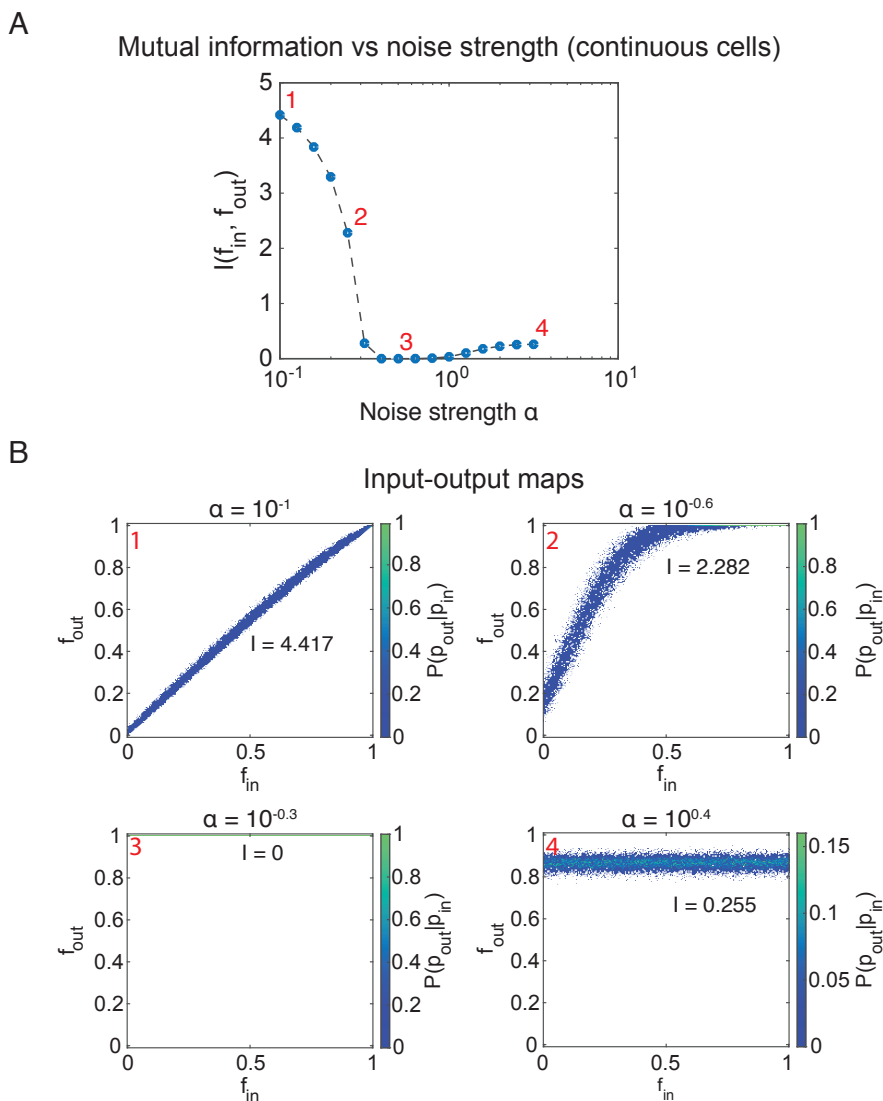 A
Mutual information vs noise strength (continuous cells)
5
4
3
2
1
0
I(f_in, f_out)
1
2
3
4
10^-1
10^0
10^1
Noise strength α
B
Input-output maps
α = 10^-1
1
1
0.8
0.6
0.4
0.2
0
f_out
I = 4.417
0
0.5
1
f_in
1
0.8
0.6
0.4
0.2
0
P(p_out|p_in)
α = 10^-0.6
2
1
0.8
0.6
0.4
0.2
0
f_out
I = 2.282
0
0.5
1
f_in
1
0.8
0.6
0.4
0.2
0
P(p_out|p_in)
α = 10^-0.3
3
1
0.8
0.6
0.4
0.2
0
f_out
I = 0
0
0.5
1
f_in
1
0.8
0.6
0.4
0.2
0
P(p_out|p_in)
α = 10^0.4
4
1
0.8
0.6
0.4
0.2
0
f_out
I = 0.255
0
0.5
1
f_in
0.15
0.1
0.05
0
P(p_out|p_in)